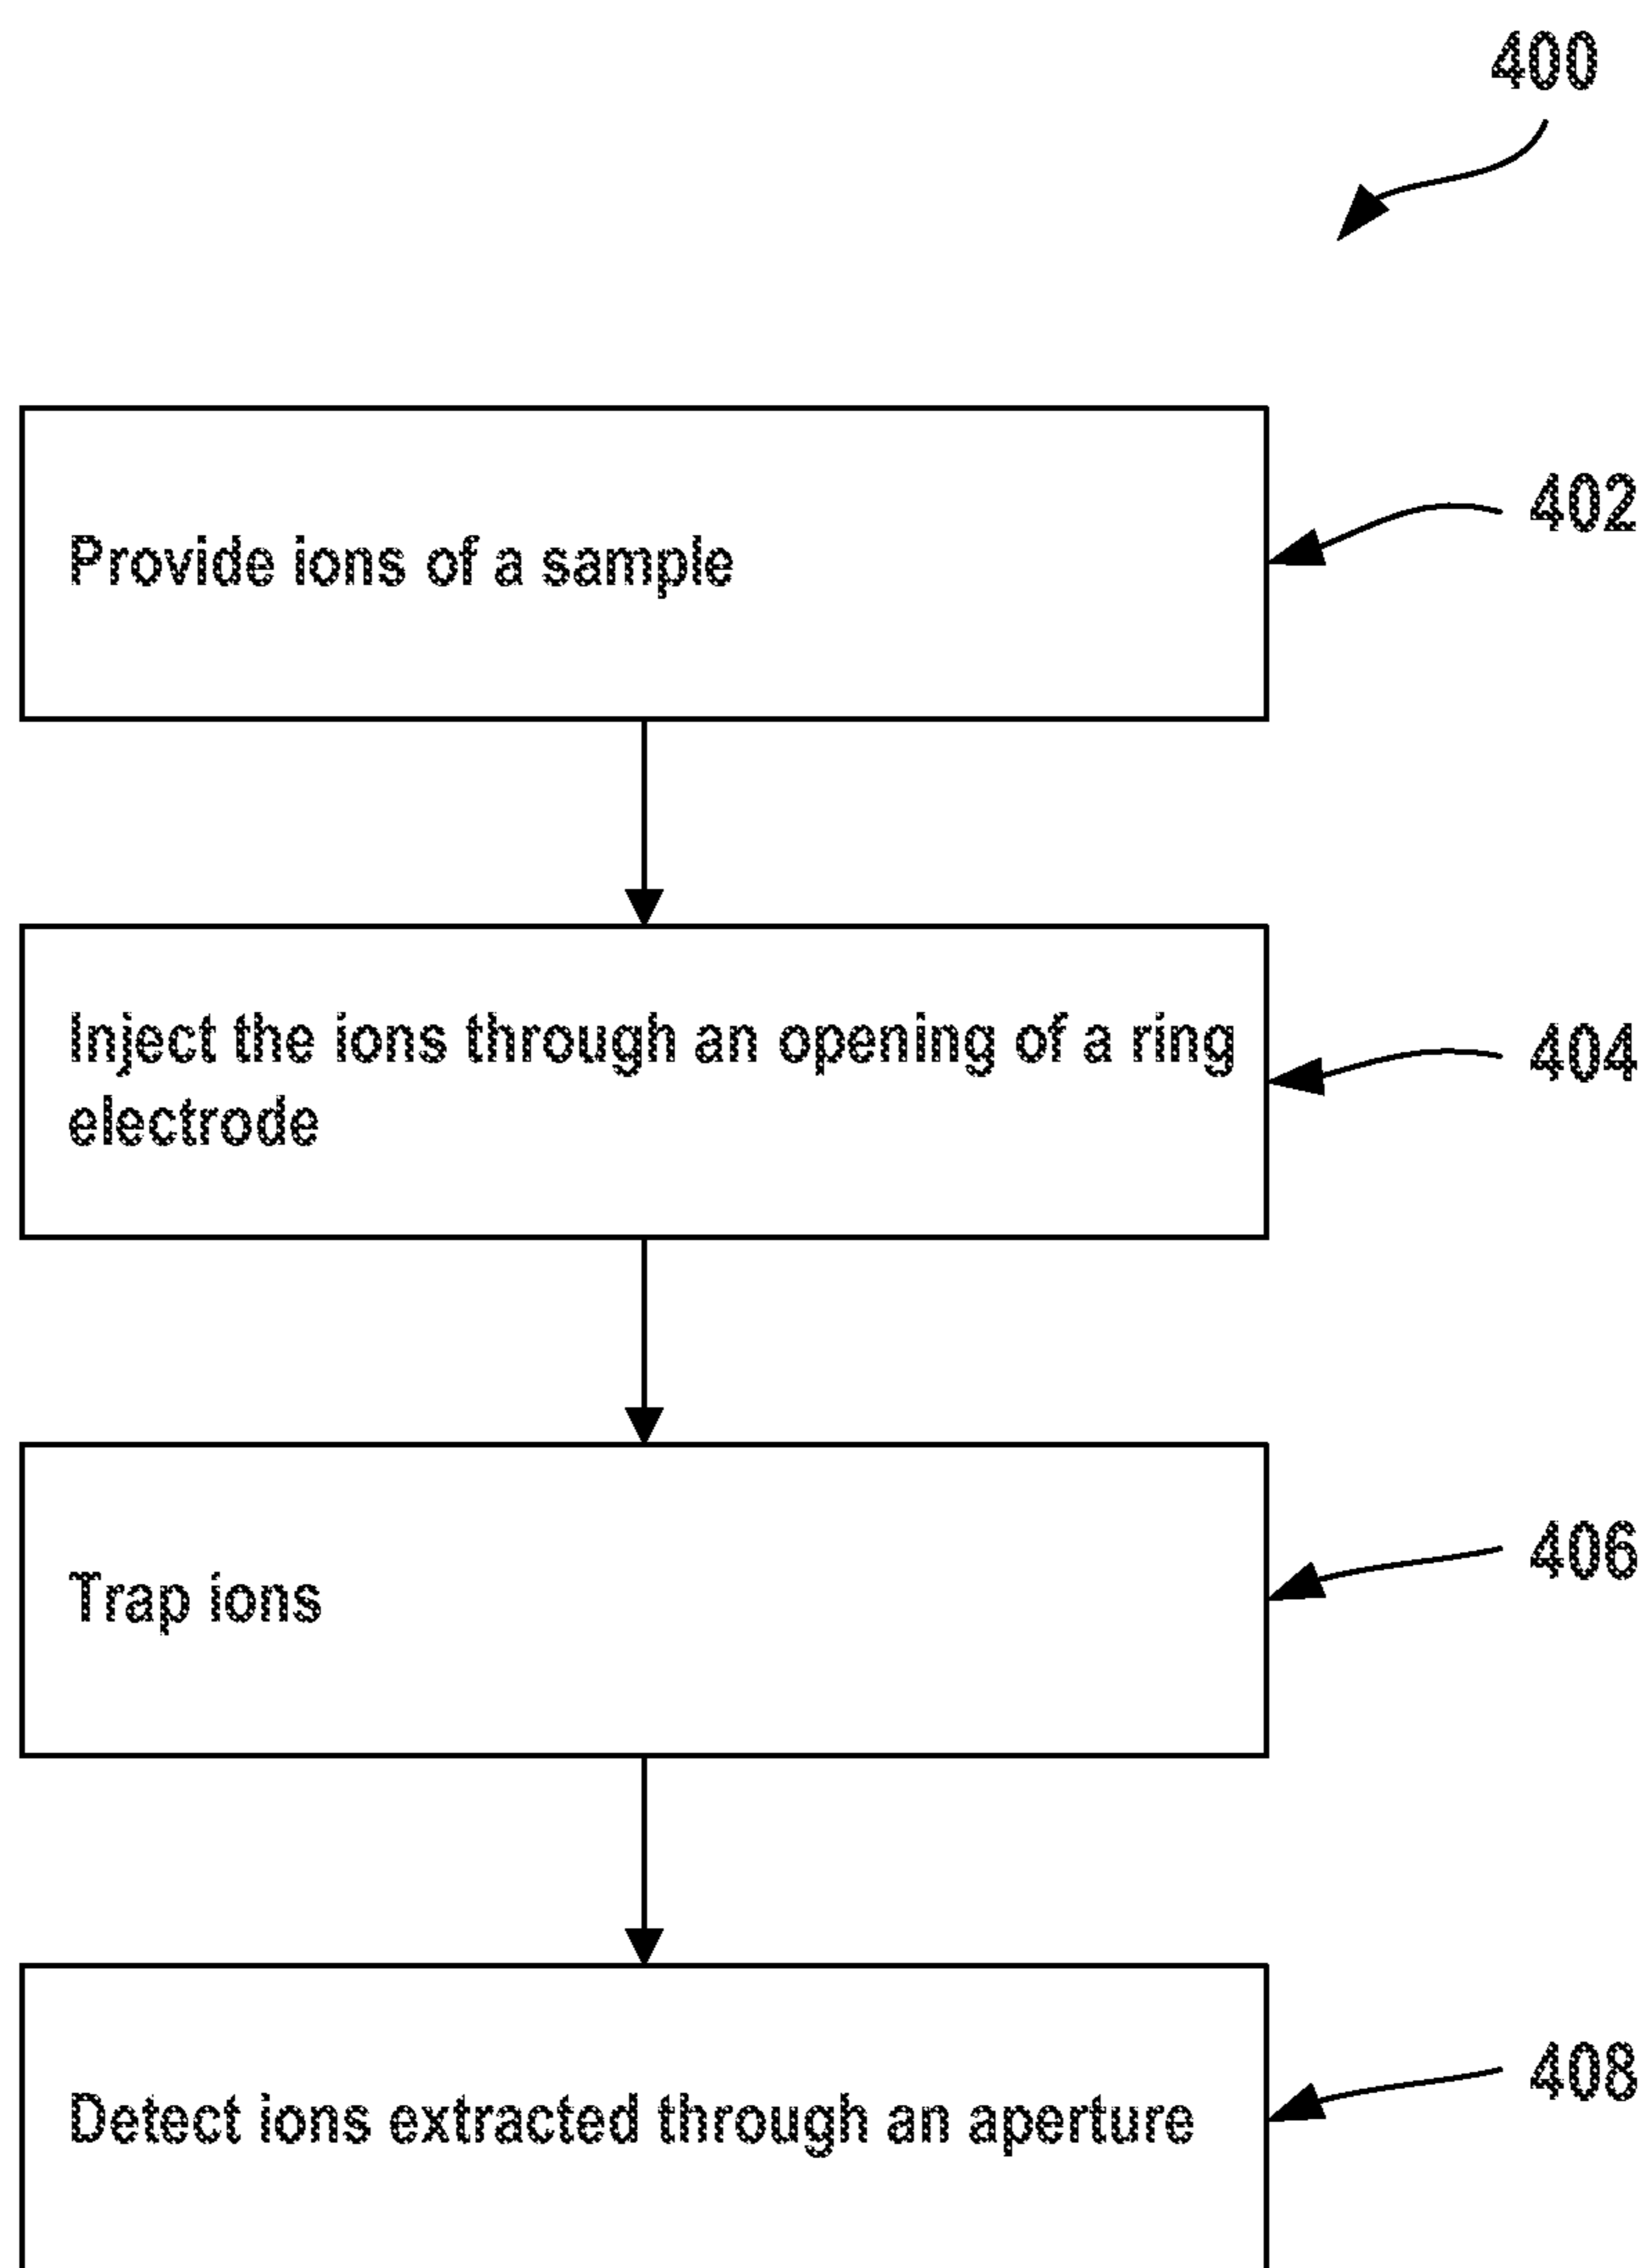 400
Provide ions of a sample
402
Inject the ions through an opening of a ring
electrode
404
Trap ions
406
Detect ions extracted through an aperture
408